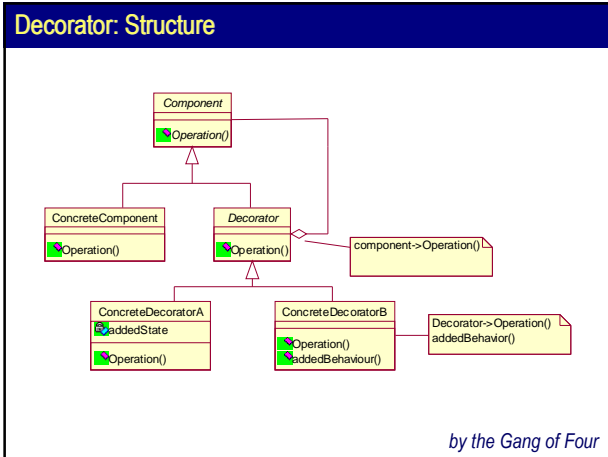 Decorator: Structure
Component
Operation()
ConcreteComponent
Operation()
Decorator
Operation()
component->Operation()
ConcreteDecoratorA
addedState
Operation()
ConcreteDecoratorB
Operation()
addedBehaviour()
Decorator->Operation()
addedBehavior()
by the Gang of Four